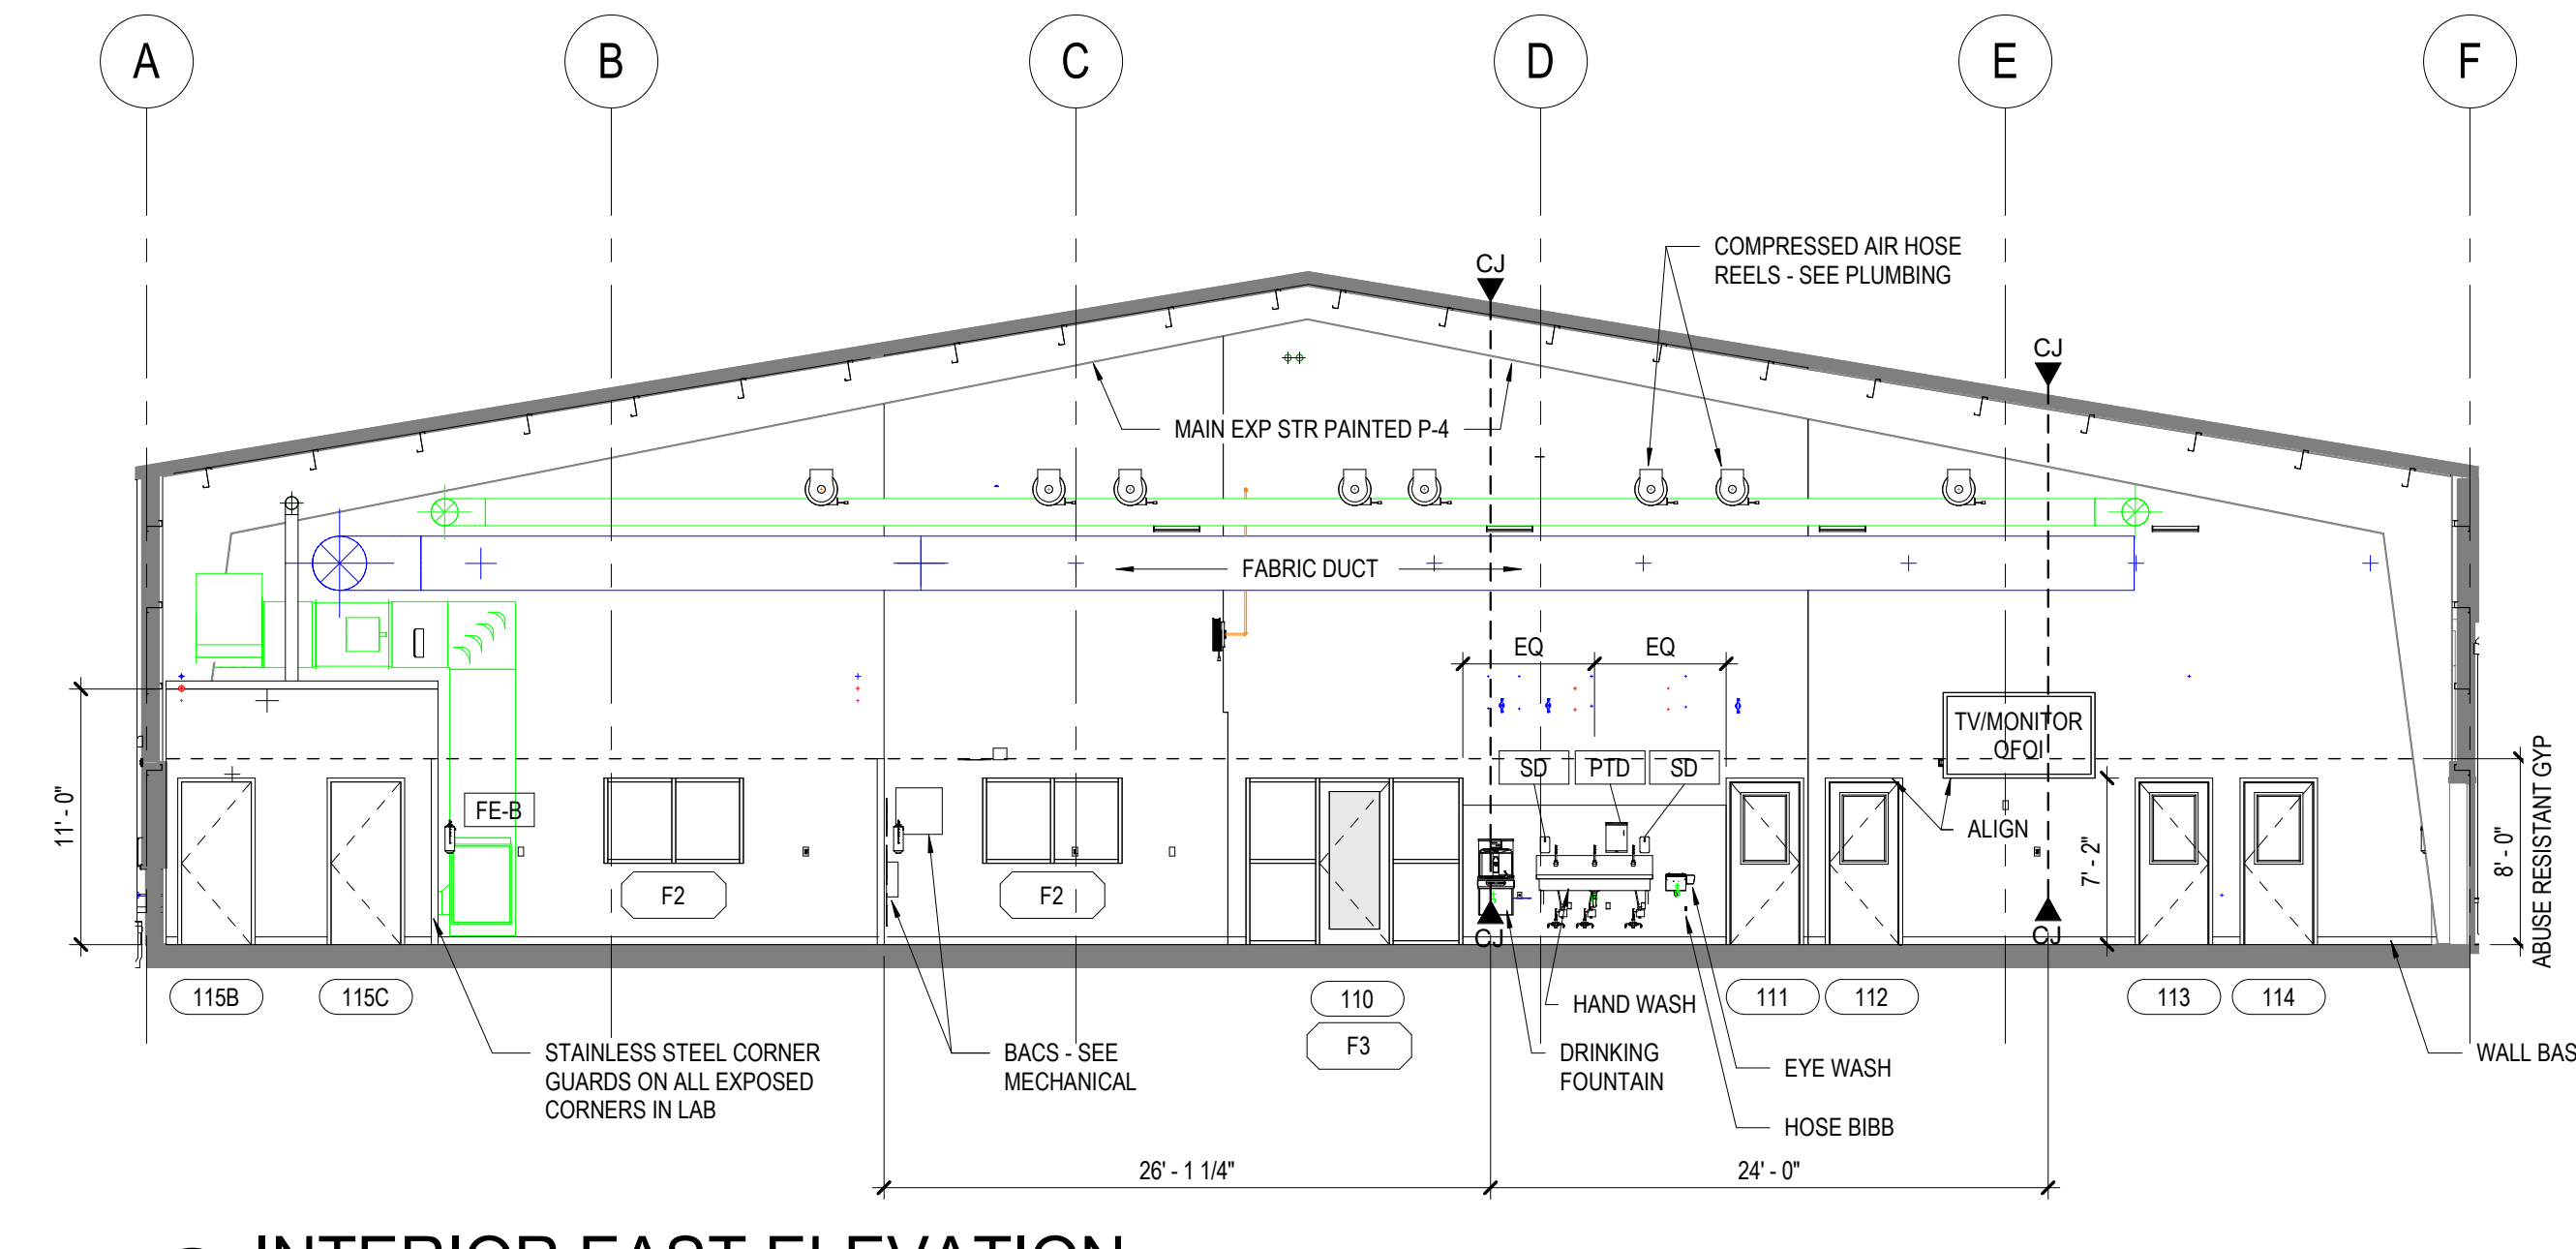 A
B
C
D
E
F
COMPRESSED AIR HOSE
REELS - SEE PLUMBING
CJ
CJ
MAIN EXP STR PAINTED P-4
FABRIC DUCT
EQ
EQ
TV/MONITOR
OFOI
SD
PTD
SD
11' - 0"
FE-B
ALIGN
7' - 2"
8' - 0"
ABUSE RESISTANT GYP
F2
F2
CJ
CJ
115B
115C
110
F3
111
112
113
114
HAND WASH
STAINLESS STEEL CORNER
GUARDS ON ALL EXPOSED
CORNERS IN LAB
BACS - SEE
MECHANICAL
DRINKING
FOUNTAIN
EYE WASH
HOSE BIBB
WALL BAS
26' - 1 1/4"
24' - 0"
INTERIOR EAST ELEVATION